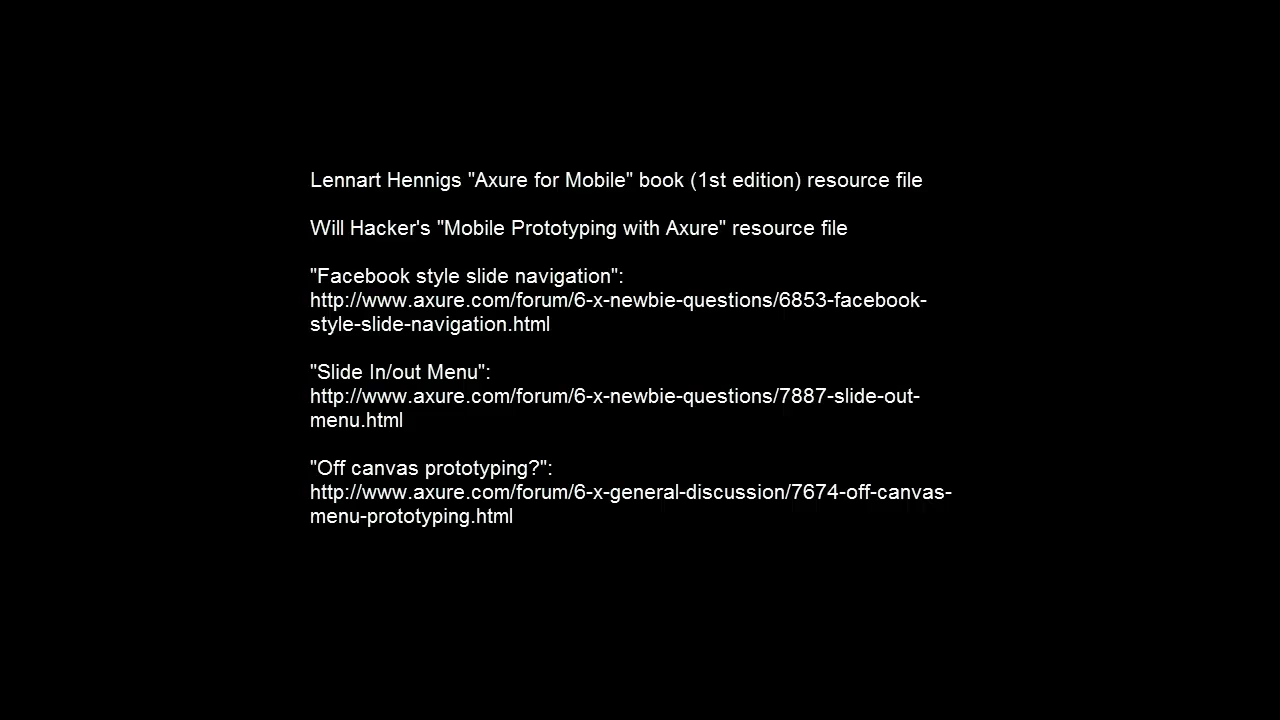 Lennart Hennigs "Axure for Mobile" book (1st edition) resource file
Will Hacker's "Mobile Prototyping with Axure" resource file
"Facebook style slide navigation":
http://www.axure.com/forum/6-x-newbie-questions/6853-facebook-
style-slide-navigation.html
"Slide In/out Menu":
http://www.axure.com/forum/6-x-newbie-questions/7887-slide-out-
menu.html
"Off canvas prototyping?":
http://www.axure.com/forum/6-x-general-discussion/7674-off-canvas-
menu-prototyping.html